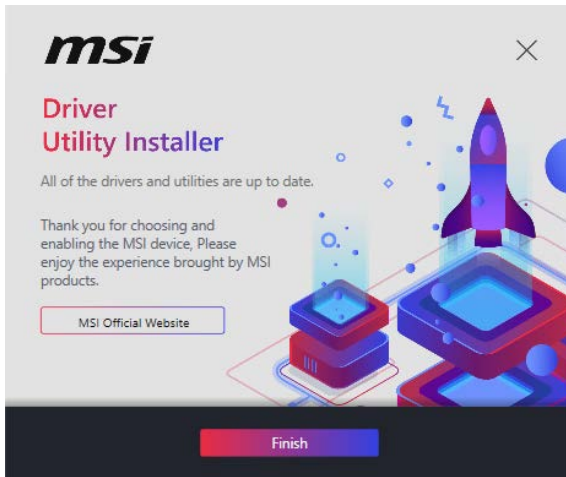 msi
Driver
Utility Installer
All of the drivers and utilities are up to date.
Thank you for choosing and
enabling the MSI device, Please
enjoy the experience brought by MSI
products.
MSI Official Website
Finish